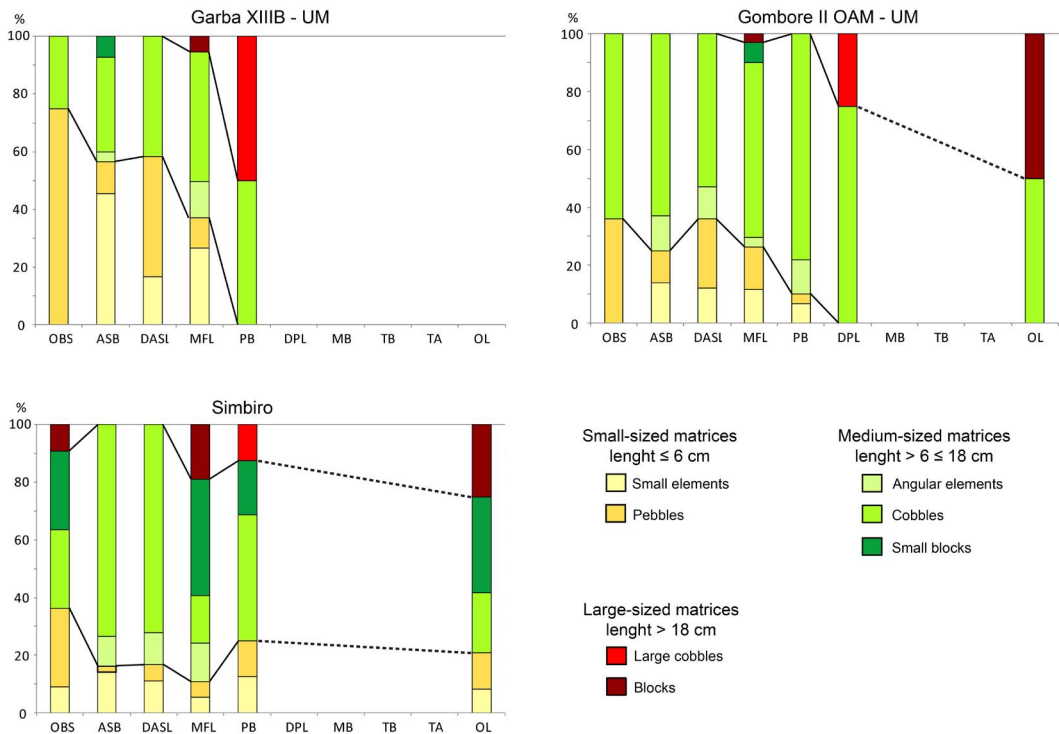 Garba XIIIB - UM
%
100
80
60
40
20
0
OBS ASB DASL MFL PB DPL MB TB TA OL
Gombore II OAM - UM
%
100
80
60
40
20
0
OBS ASB DASL MFL PB DPL MB TB TA OL
Simbiro
%
100
80
60
40
20
0
OBS ASB DASL MFL PB DPL MB TB TA OL
Small-sized matrices
lenght ≤ 6 cm
Small elements
Pebbles
Medium-sized matrices
lenght > 6 ≤ 18 cm
Angular elements
Cobbles
Small blocks
Large-sized matrices
lenght > 18 cm
Large cobbles
Blocks